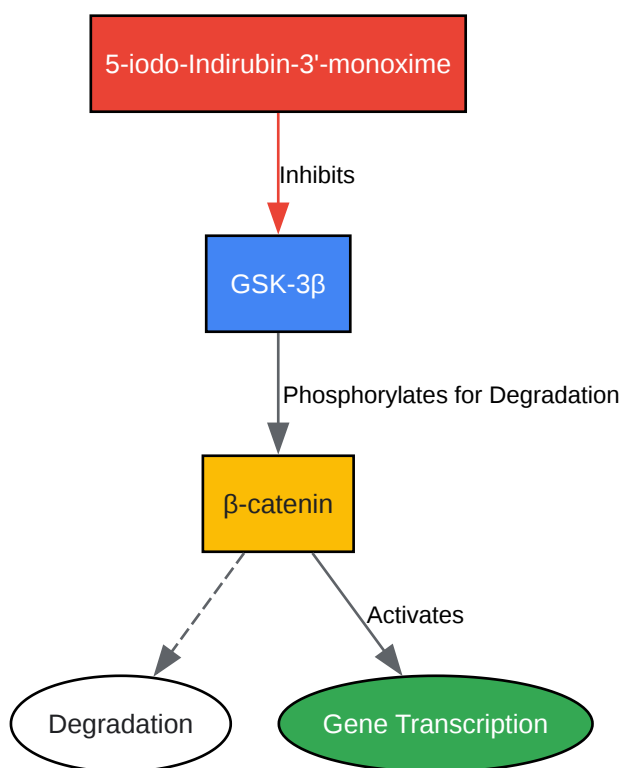 5-iodo-Indirubin-3'-monoxime
Inhibits
GSK-3β
Phosphorylates for Degradation
β-catenin
Activates
Degradation
Gene Transcription